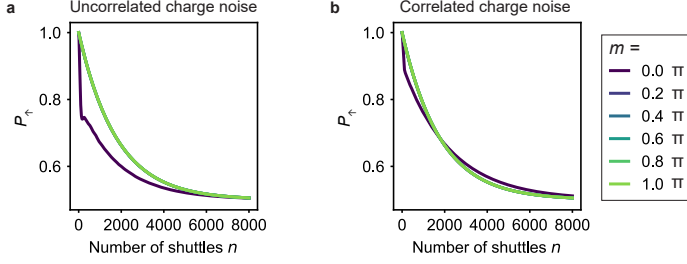 a Uncorrelated charge noise
1.0
0.8
0.6
P↑
0 2000 4000 6000 8000
Number of shuttles n
b Correlated charge noise
1.0
0.8
0.6
P↑
0 2000 4000 6000 8000
Number of shuttles n
m =
0.0 π
0.2 π
0.4 π
0.6 π
0.8 π
1.0 π